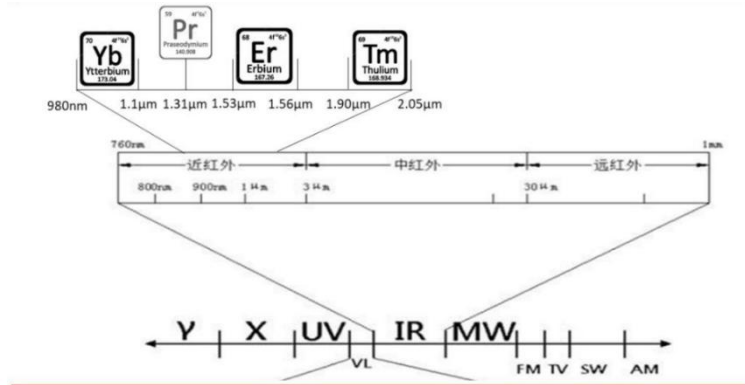 59 4f³6s²
Pr
Praseodymium
140.908
70
Yb
Ytterbium
173.04
68
Er
Erbium
167.26
69
Tm
Thulium
168.934
980nm 1.1μm 1.31μm 1.53μm 1.56μm 1.90μm 2.05μm
760nm 1mm
近红外 中红外 远红外
800nm 900nm 1μm 3μm 30μm
γ X UV IR MW
VL FM TV SW AM